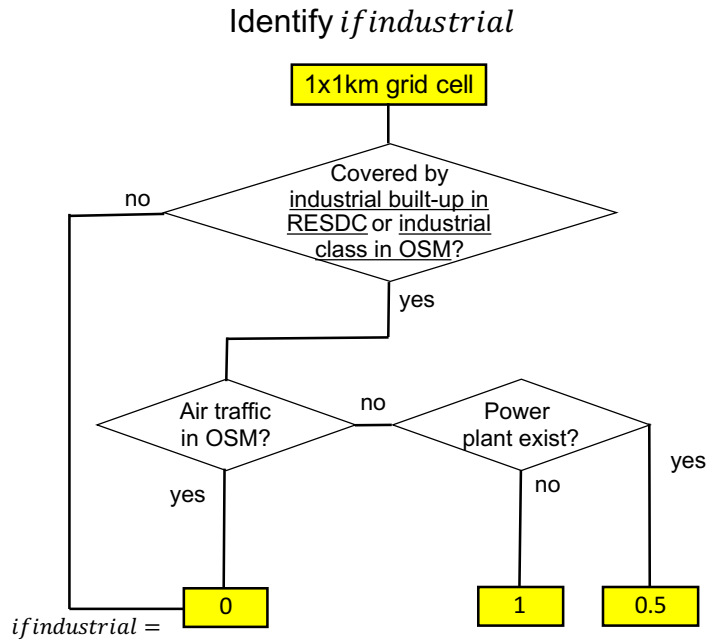 Identify ifindustrial
1x1km grid cell
Covered by
industrial built-up in
RESDC or industrial
class in OSM?
no
yes
Air traffic
in OSM?
no
Power
plant exist?
yes
no
yes
0
1
0.5
ifindustrial =